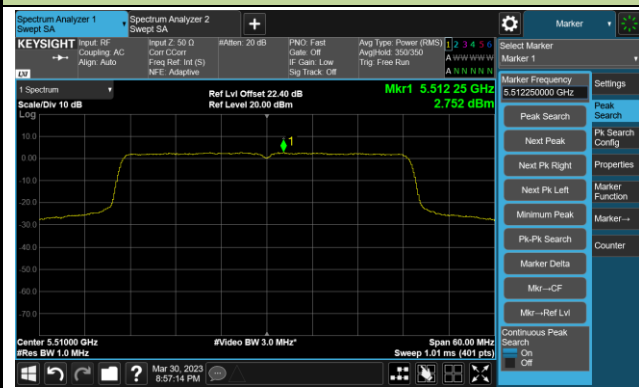 Spectrum Analyzer 1
Swept SA
Spectrum Analyzer 2
Swept SA
+
Marker
KEYSIGHT
Input: RF
Coupling: AC
Align: Auto
Input Z: 50 Ω
Corr CCorr
Freq Ref: Int (S)
NFE: Adaptive
#Atten: 20 dB
PNO: Fast
Gate: Off
IF Gain: Low
Sig Track: Off
Avg Type: Power (RMS)
Avg|Hold: 350/350
Trig: Free Run
1 2 3 4 5 6
A W W W W W
A N N N N N
LXI
Select Marker
Marker 1
1 Spectrum
Scale/Div 10 dB
Log
Ref Lvl Offset 22.40 dB
Ref Level 20.00 dBm
Mkr1 5.512 25 GHz
2.752 dBm
1
10.0
0.00
-10.0
-20.0
-30.0
-40.0
-50.0
-60.0
-70.0
Center 5.51000 GHz
#Res BW 1.0 MHz
#Video BW 3.0 MHz*
Span 60.00 MHz
Sweep 1.01 ms (401 pts)
Marker Frequency
5.512250000 GHz
Peak Search
Next Peak
Next Pk Right
Next Pk Left
Minimum Peak
Pk-Pk Search
Marker Delta
Mkr→CF
Mkr→Ref Lvl
Continuous Peak
Search
On
Off
Settings
Peak
Search
Pk Search
Config
Properties
Marker
Function
Marker→
Counter
?
Mar 30, 2023
8:57:14 PM